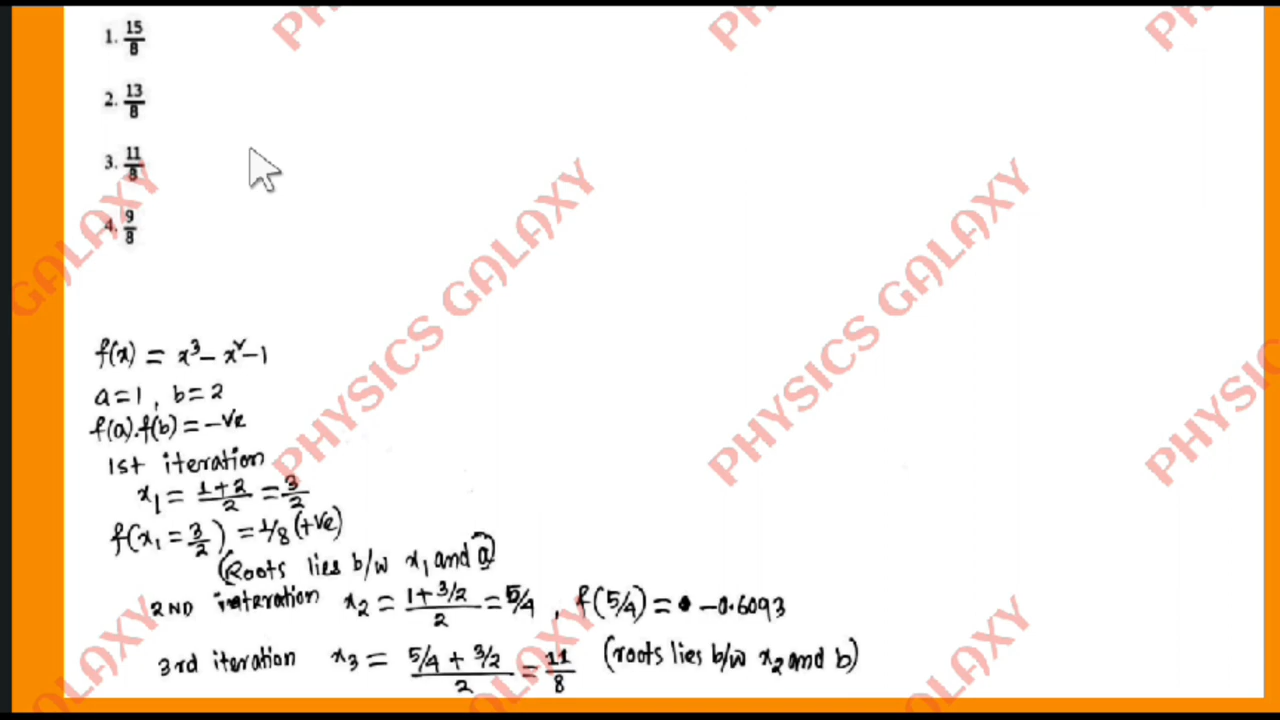 PHYSICS GALAXY
1. 15/8
2. 13/8
3. 11/8
4. 9/8
f(x) = x³ - x² - 1
a = 1 , b = 2
f(a).f(b) = -ve
1st iteration
x₁ = (1+2)/2 = 3/2
f(x₁ = 3/2) = 1/8 (+ve)
(Roots lies b/w x₁ and a)
2ND interation x₂ = (1 + 3/2)/2 = 5/4 , f(5/4) = -0.6093
3rd iteration x₃ = (5/4 + 3/2)/2 = 11/8 (roots lies b/w x₂ and b)